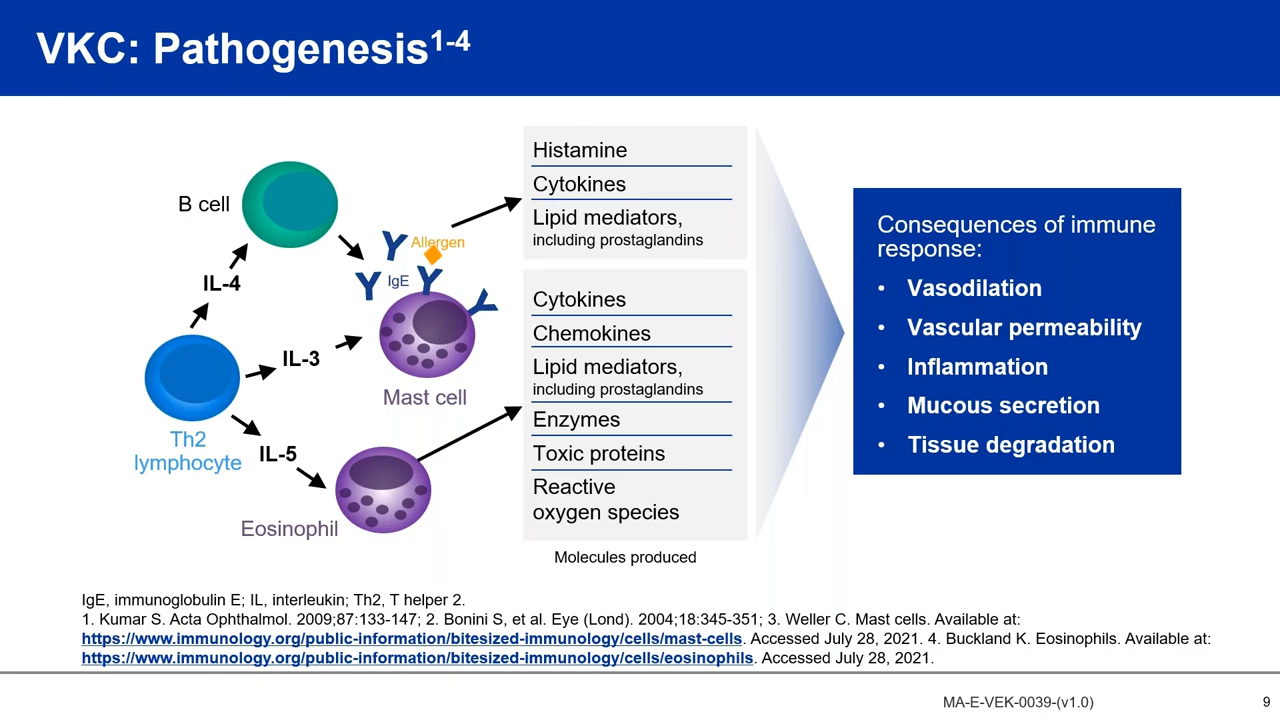 VKC: Pathogenesis1-4
B cell
IL-4
IL-3
IL-5
Th2
lymphocyte
Allergen
IgE
Mast cell
Eosinophil
Histamine
Cytokines
Lipid mediators,
including prostaglandins
Cytokines
Chemokines
Lipid mediators,
including prostaglandins
Enzymes
Toxic proteins
Reactive
oxygen species
Molecules produced
Consequences of immune
response:
• Vasodilation
• Vascular permeability
• Inflammation
• Mucous secretion
• Tissue degradation
IgE, immunoglobulin E; IL, interleukin; Th2, T helper 2.
1. Kumar S. Acta Ophthalmol. 2009;87:133-147; 2. Bonini S, et al. Eye (Lond). 2004;18:345-351; 3. Weller C. Mast cells. Available at:
https://www.immunology.org/public-information/bitesized-immunology/cells/mast-cells. Accessed July 28, 2021. 4. Buckland K. Eosinophils. Available at:
https://www.immunology.org/public-information/bitesized-immunology/cells/eosinophils. Accessed July 28, 2021.
MA-E-VEK-0039-(v1.0)
9